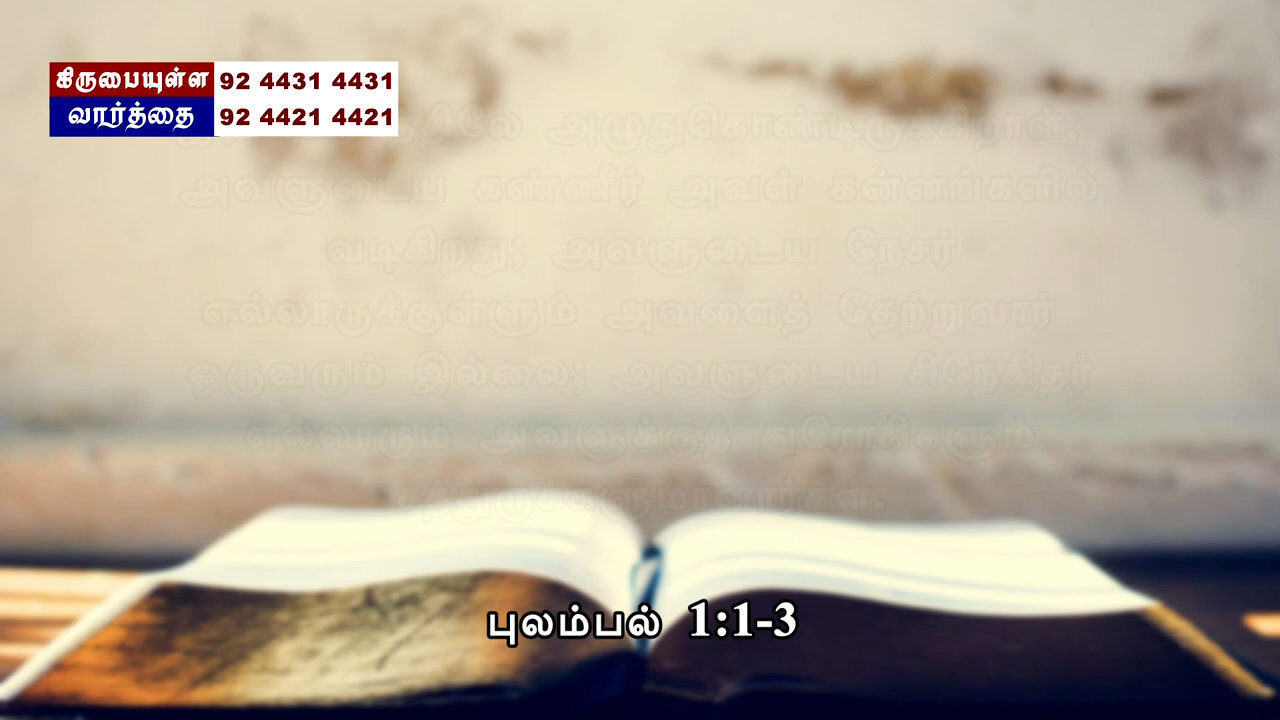 கிருபையுள்ள 92 4431 4431
வார்த்தை 92 4421 4421
அழுதுகொண்டிருக்கிறாள்,
அவளுடைய கண்ணீர் அவள் கன்னங்களில்
வடிகிறது; அவளுடைய நேசர்
எல்லாருக்குள்ளும் அவளைத் தேற்றுவார்
ஒருவரும் இல்லை; அவளுடைய சிநேகிதர்
எல்லாரும் அவளுக்குத் துரோகிகளும்
சத்துருக்களுமானார்கள்.
புலம்பல் 1:1-3